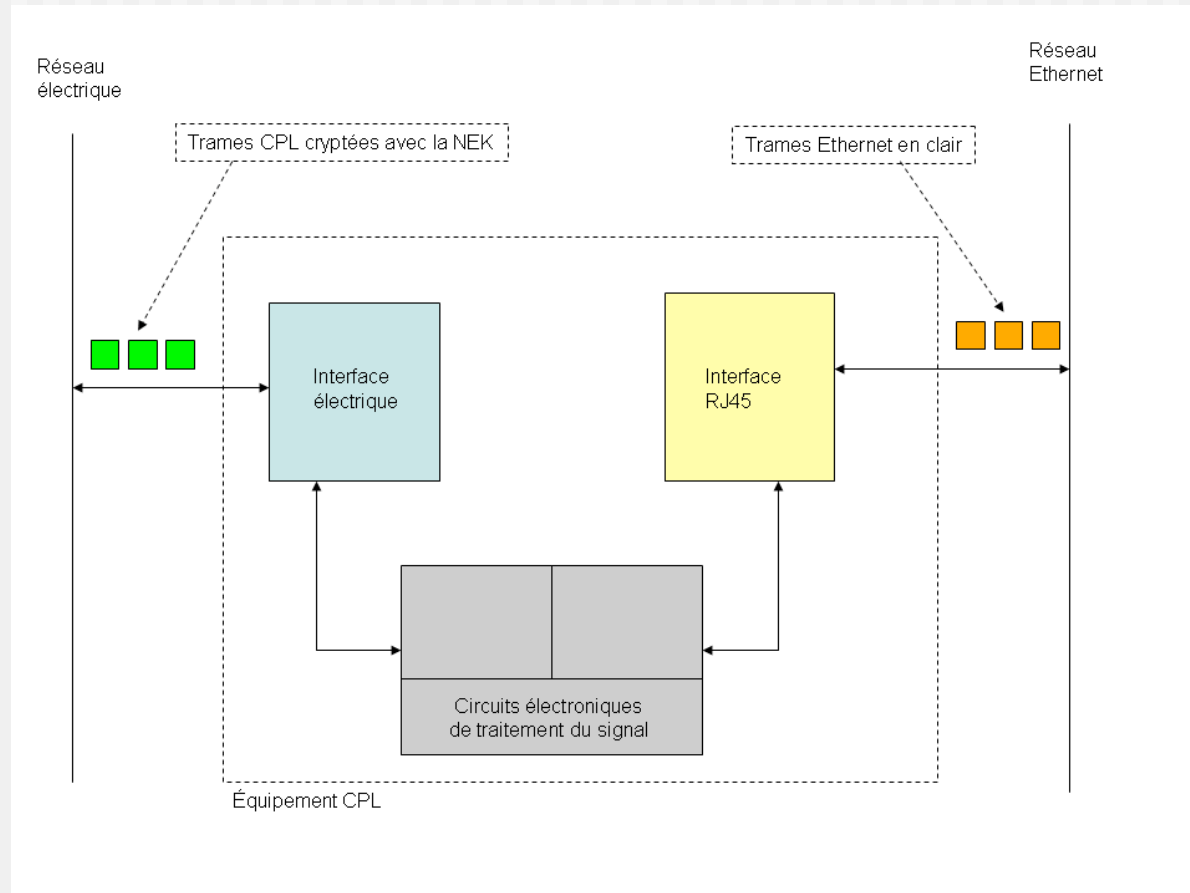 Réseau
électrique
Réseau
Ethernet
Trames CPL cryptées avec la NEK
Trames Ethernet en clair
Interface
électrique
Interface
RJ45
Circuits électroniques
de traitement du signal
Équipement CPL